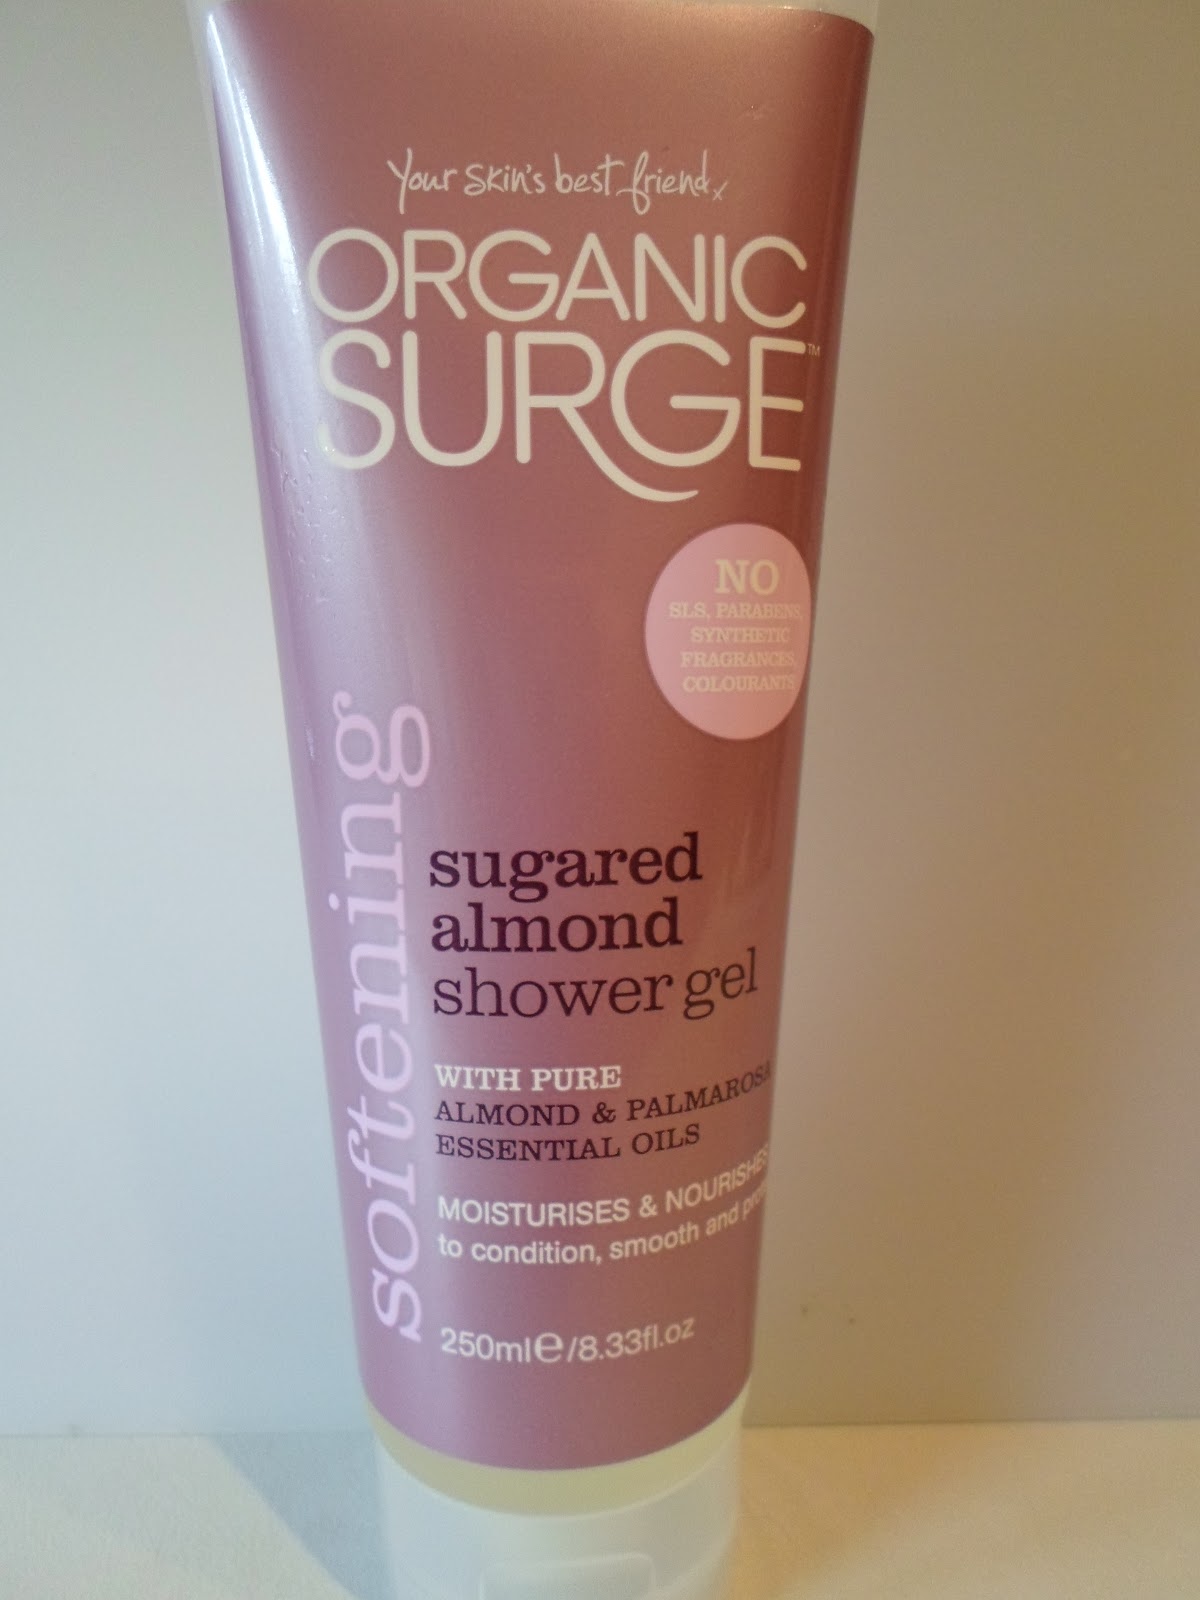 Your skin's best friend x
ORGANIC
SURGE™
NO
SLS, PARABENS,
SYNTHETIC
FRAGRANCES,
COLOURANTS
softening
sugared
almond
shower gel
WITH PURE
ALMOND & PALMAROSA
ESSENTIAL OILS
MOISTURISES & NOURISHES
to condition, smooth and
250ml℮/8.33fl.oz